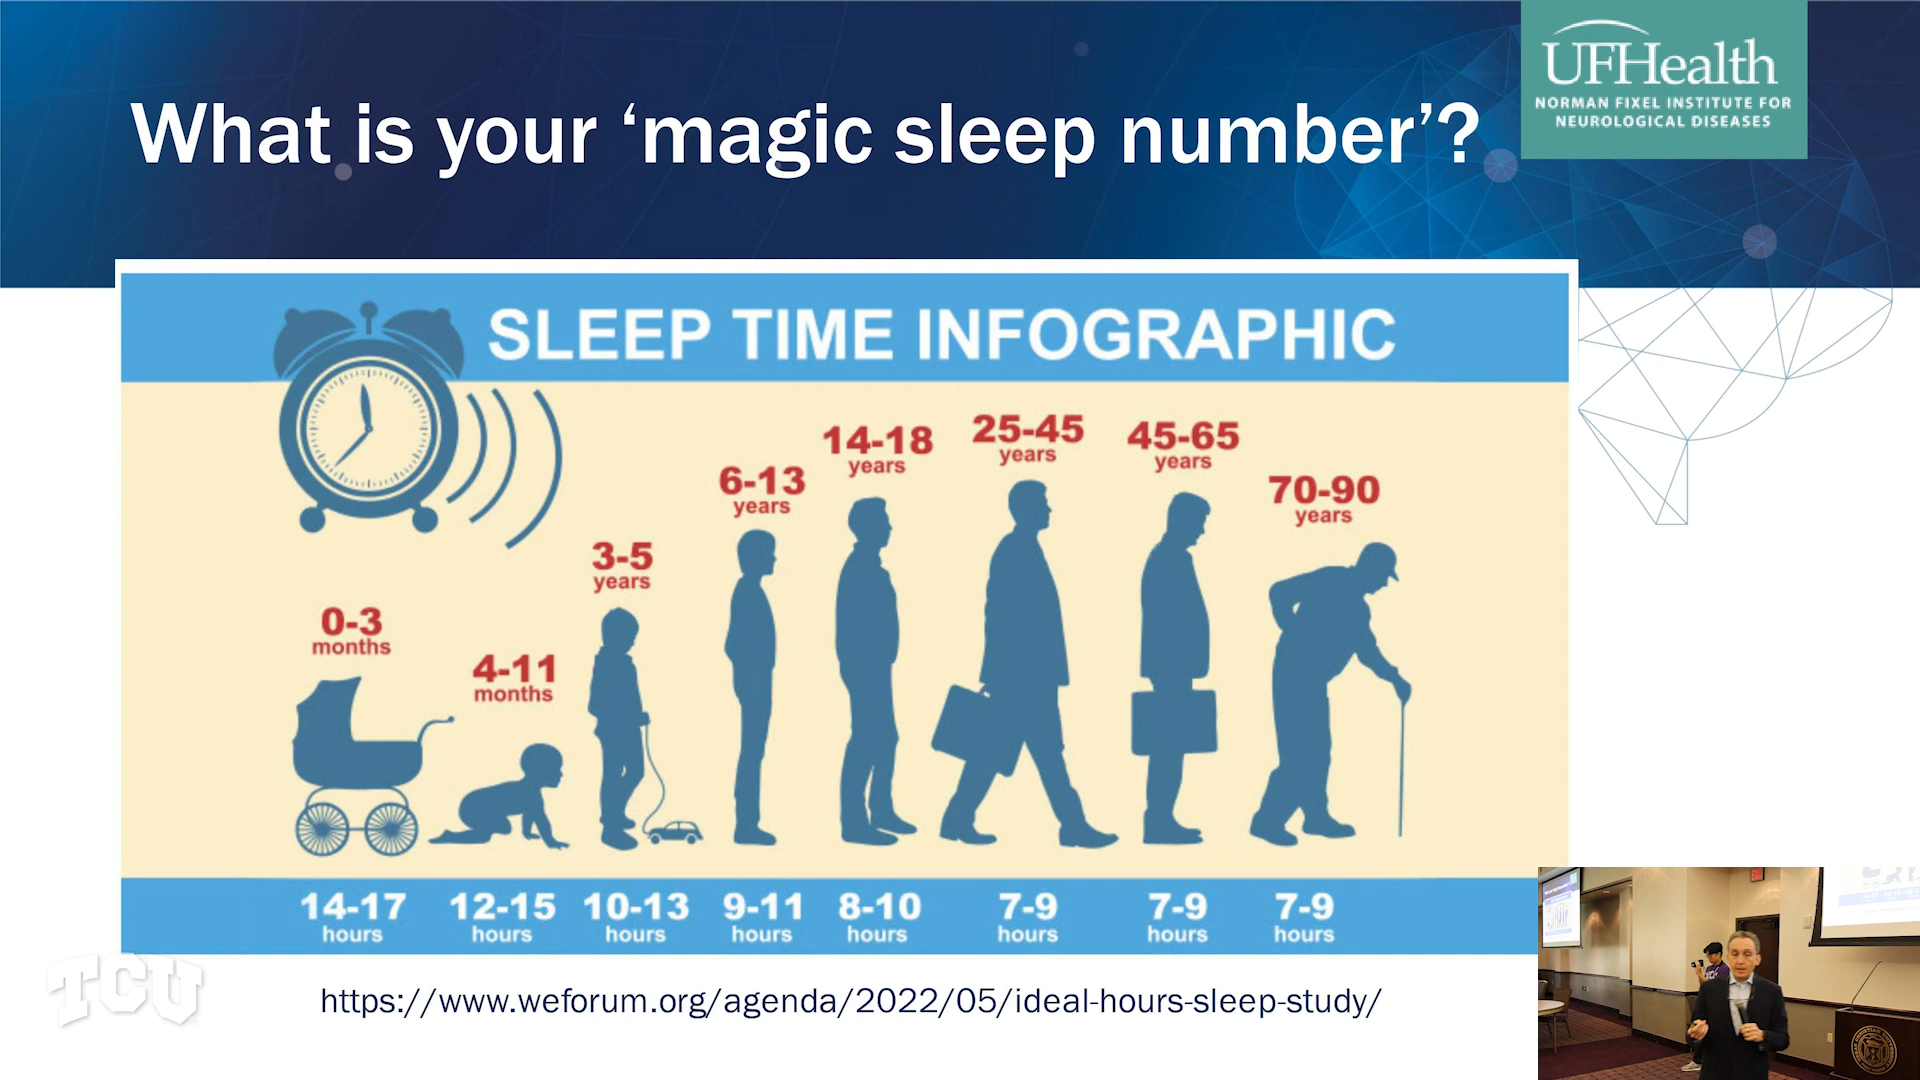 What is your ‘magic sleep number’?
UFHealth
NORMAN FIXEL INSTITUTE FOR
NEUROLOGICAL DISEASES
SLEEP TIME INFOGRAPHIC
0-3
months
4-11
months
3-5
years
6-13
years
14-18
years
25-45
years
45-65
years
70-90
years
14-17
hours
12-15
hours
10-13
hours
9-11
hours
8-10
hours
7-9
hours
7-9
hours
7-9
hours
TCU
https://www.weforum.org/agenda/2022/05/ideal-hours-sleep-study/